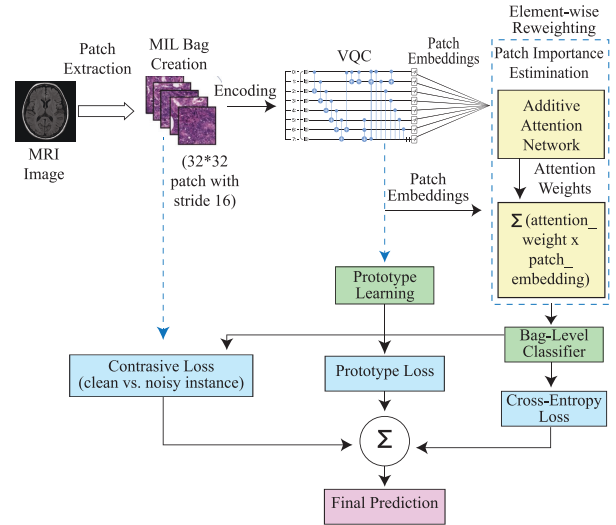 Element-wise
Reweighting
Patch
Extraction
MIL Bag
Creation
Encoding
VQC
Patch
Embeddings
Patch Importance
Estimination
Additive
Attention
Network
MRI
Image
(32*32
patch with
stride 16)
Patch
Embeddings
Attention
Weights
Σ (attention_
weight x
patch_
embedding)
Prototype
Learning
Bag-Level
Classifier
Contrasive Loss
(clean vs. noisy instance)
Prototype Loss
Cross-Entropy
Loss
Σ
Final Prediction